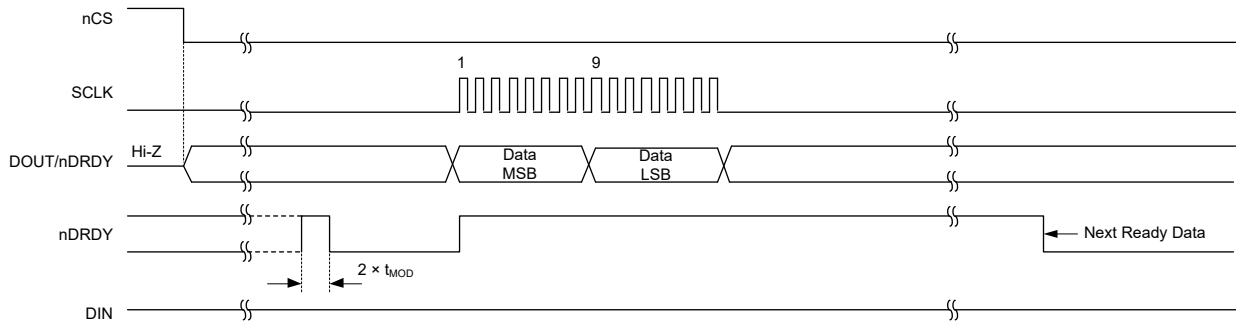 nCS
1 9
SCLK
Hi-Z
DOUT/nDRDY
Data
MSB
Data
LSB
nDRDY
Next Ready Data
2 × tMOD
DIN